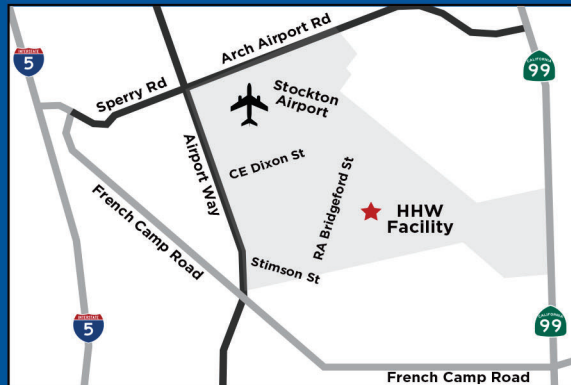 Arch Airport Rd
INTERSTATE
5
CALIFORNIA
99
Sperry Rd
Stockton
Airport
Airport Way
CE Dixon St
RA Bridgeford St
HHW
Facility
French Camp Road
Stimson St
INTERSTATE
5
CALIFORNIA
99
French Camp Road